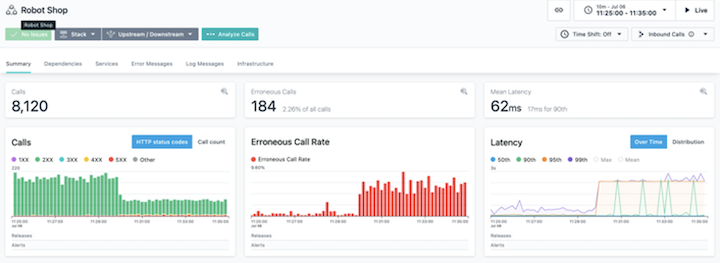 Robot Shop
10m - Jul 06
11:25:00 - 11:35:00
Live
Robot Shop
No Issues
Stack
Upstream / Downstream
Analyze Calls
Time Shift: Off
Inbound Calls
Summary
Dependencies
Services
Error Messages
Log Messages
Infrastructure
Calls
8,120
Erroneous Calls
184 2.26% of all calls
Mean Latency
62ms 17ms for 90th
Calls
HTTP status codes
Call count
1XX 2XX 3XX 4XX 5XX Other
320
11:25:00 11:27:00 11:29:00 11:31:00 11:33:00 11:35:00
Jul 06
Releases
Alerts
Erroneous Call Rate
Erroneous Call Rate
9.60%
11:25:00 11:27:00 11:29:00 11:31:00 11:33:00 11:35:00
Jul 06
Releases
Alerts
Latency
Over Time
Distribution
50th 90th 95th 99th Max Mean
11:25:00 11:27:00 11:29:00 11:31:00 11:33:00 11:35:00
Jul 06
Releases
Alerts